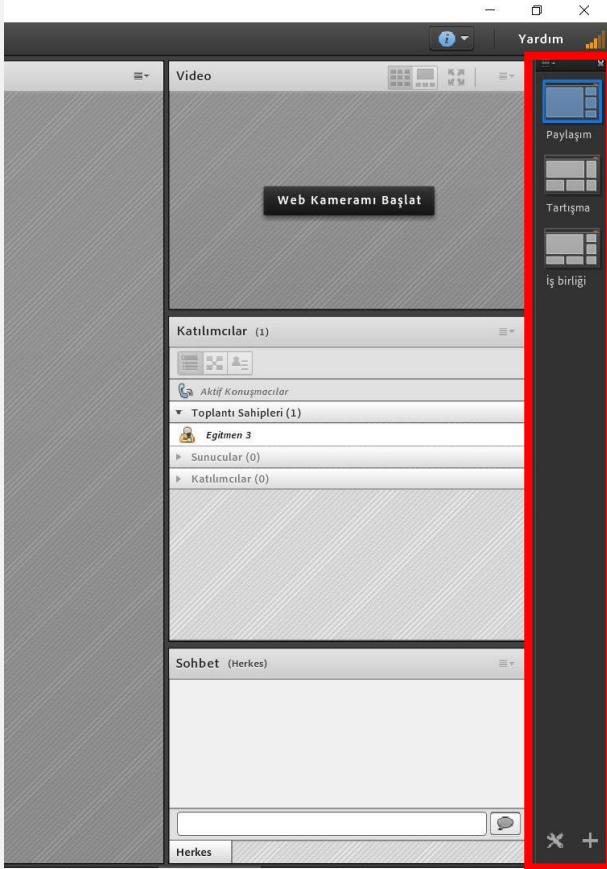 Yardım
Video
Web Kameramı Başlat
Katılımcılar (1)
Aktif Konuşmacılar
Toplantı Sahipleri (1)
Egitmen 3
Sunucular (0)
Katılımcılar (0)
Sohbet (Herkes)
Herkes
Paylaşım
Tartışma
İş birliği